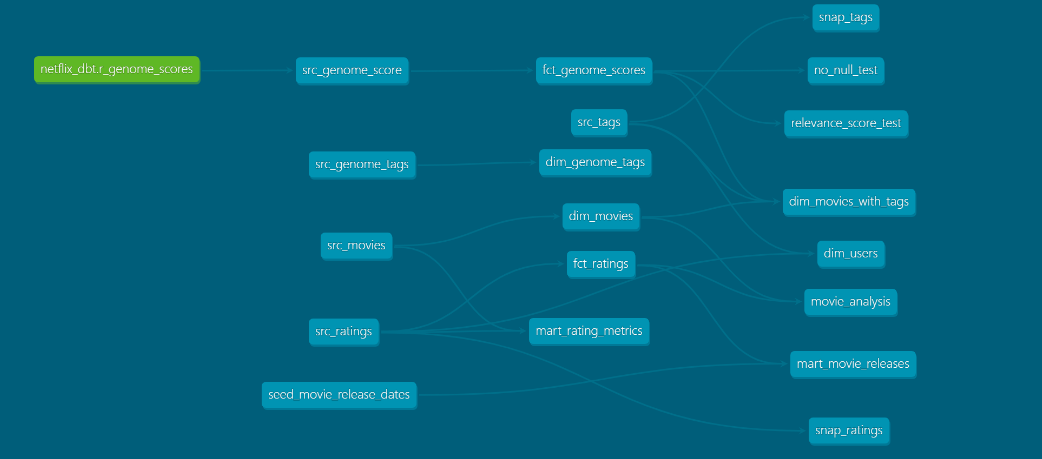 snap_tags
netflix_dbt.r_genome_scores
src_genome_score
fct_genome_scores
no_null_test
src_tags
relevance_score_test
src_genome_tags
dim_genome_tags
dim_movies_with_tags
dim_movies
src_movies
dim_users
fct_ratings
movie_analysis
src_ratings
mart_rating_metrics
mart_movie_releases
seed_movie_release_dates
snap_ratings